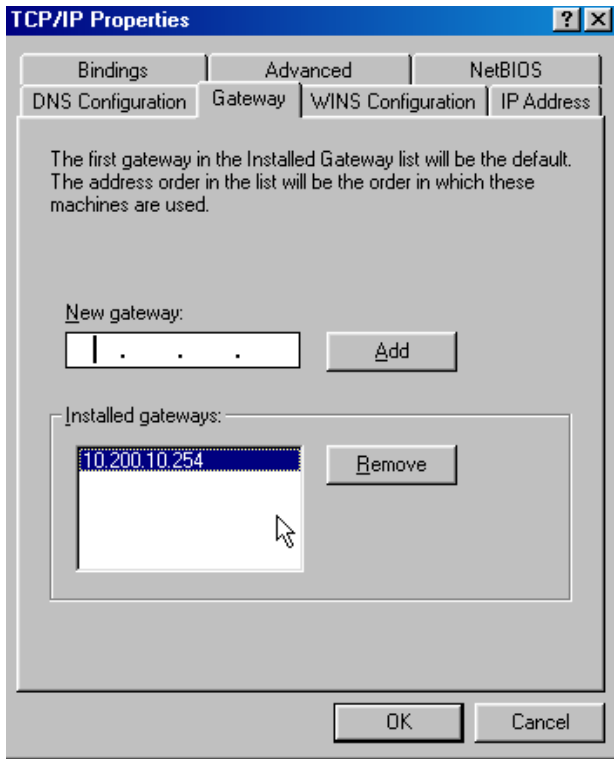 TCP/IP Properties
Bindings Advanced NetBIOS
DNS Configuration Gateway WINS Configuration IP Address
The first gateway in the Installed Gateway list will be the default.
The address order in the list will be the order in which these
machines are used.
New gateway:
. . .
Add
Installed gateways:
10.200.10.254
Remove
OK Cancel